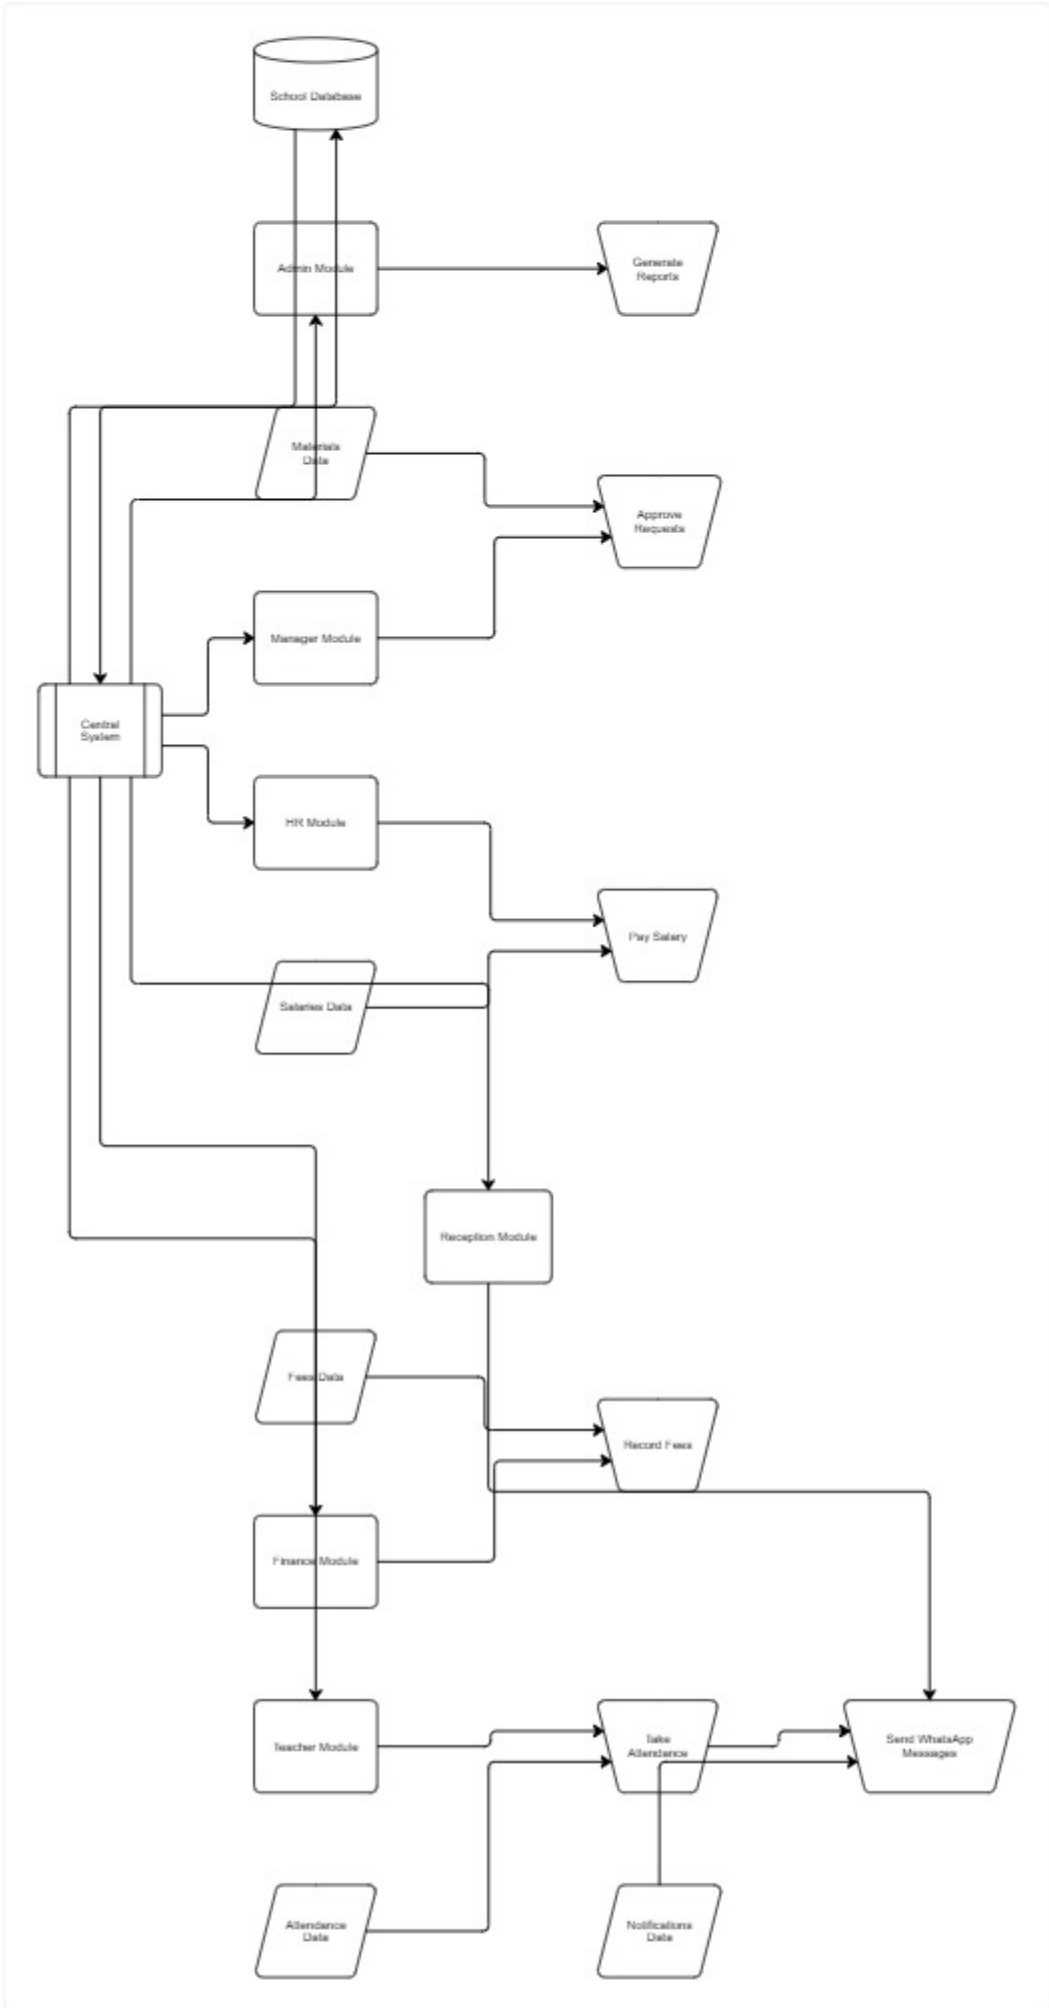 School Database
Admin Module
Generate
Reports
Materials
Data
Approve
Requests
Manager Module
Central
System
HR Module
Pay Salary
Salaries Data
Reception Module
Fees Data
Record Fees
Finance Module
Teacher Module
Take
Attendance
Send WhatsApp
Messages
Attendance
Data
Notifications
Data